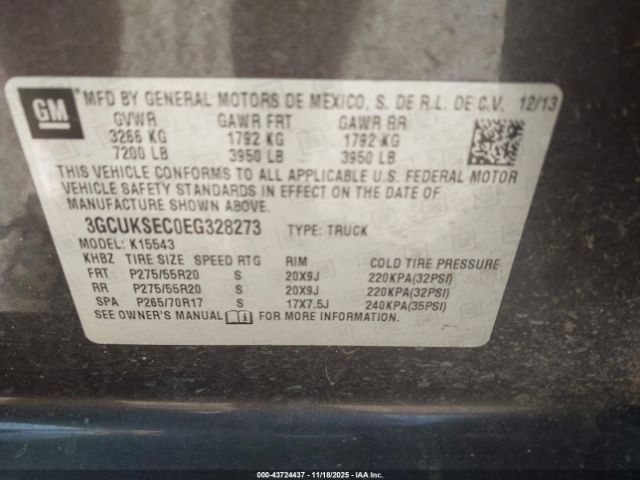 GM
MFD BY GENERAL MOTORS DE MEXICO, S. DE R.L. DE C.V. 12/13
GVWR GAWR FRT GAWR RR
3266 KG 1792 KG 1792 KG
7200 LB 3950 LB 3950 LB
THIS VEHICLE CONFORMS TO ALL APPLICABLE U.S. FEDERAL MOTOR
VEHICLE SAFETY STANDARDS IN EFFECT ON THE DATE OF
MANUFACTURE SHOWN ABOVE.
3GCUKSEC0EG328273 TYPE: TRUCK
MODEL: K15543
KHBZ TIRE SIZE SPEED RTG RIM COLD TIRE PRESSURE
FRT P275/55R20 S 20X9J 220KPA(32PSI)
RR P275/55R20 S 20X9J 220KPA(32PSI)
SPA P265/70R17 S 17X7.5J 240KPA(35PSI)
SEE OWNER'S MANUAL FOR MORE INFORMATION.
000-43724437 - 11/18/2025 - IAA Inc.